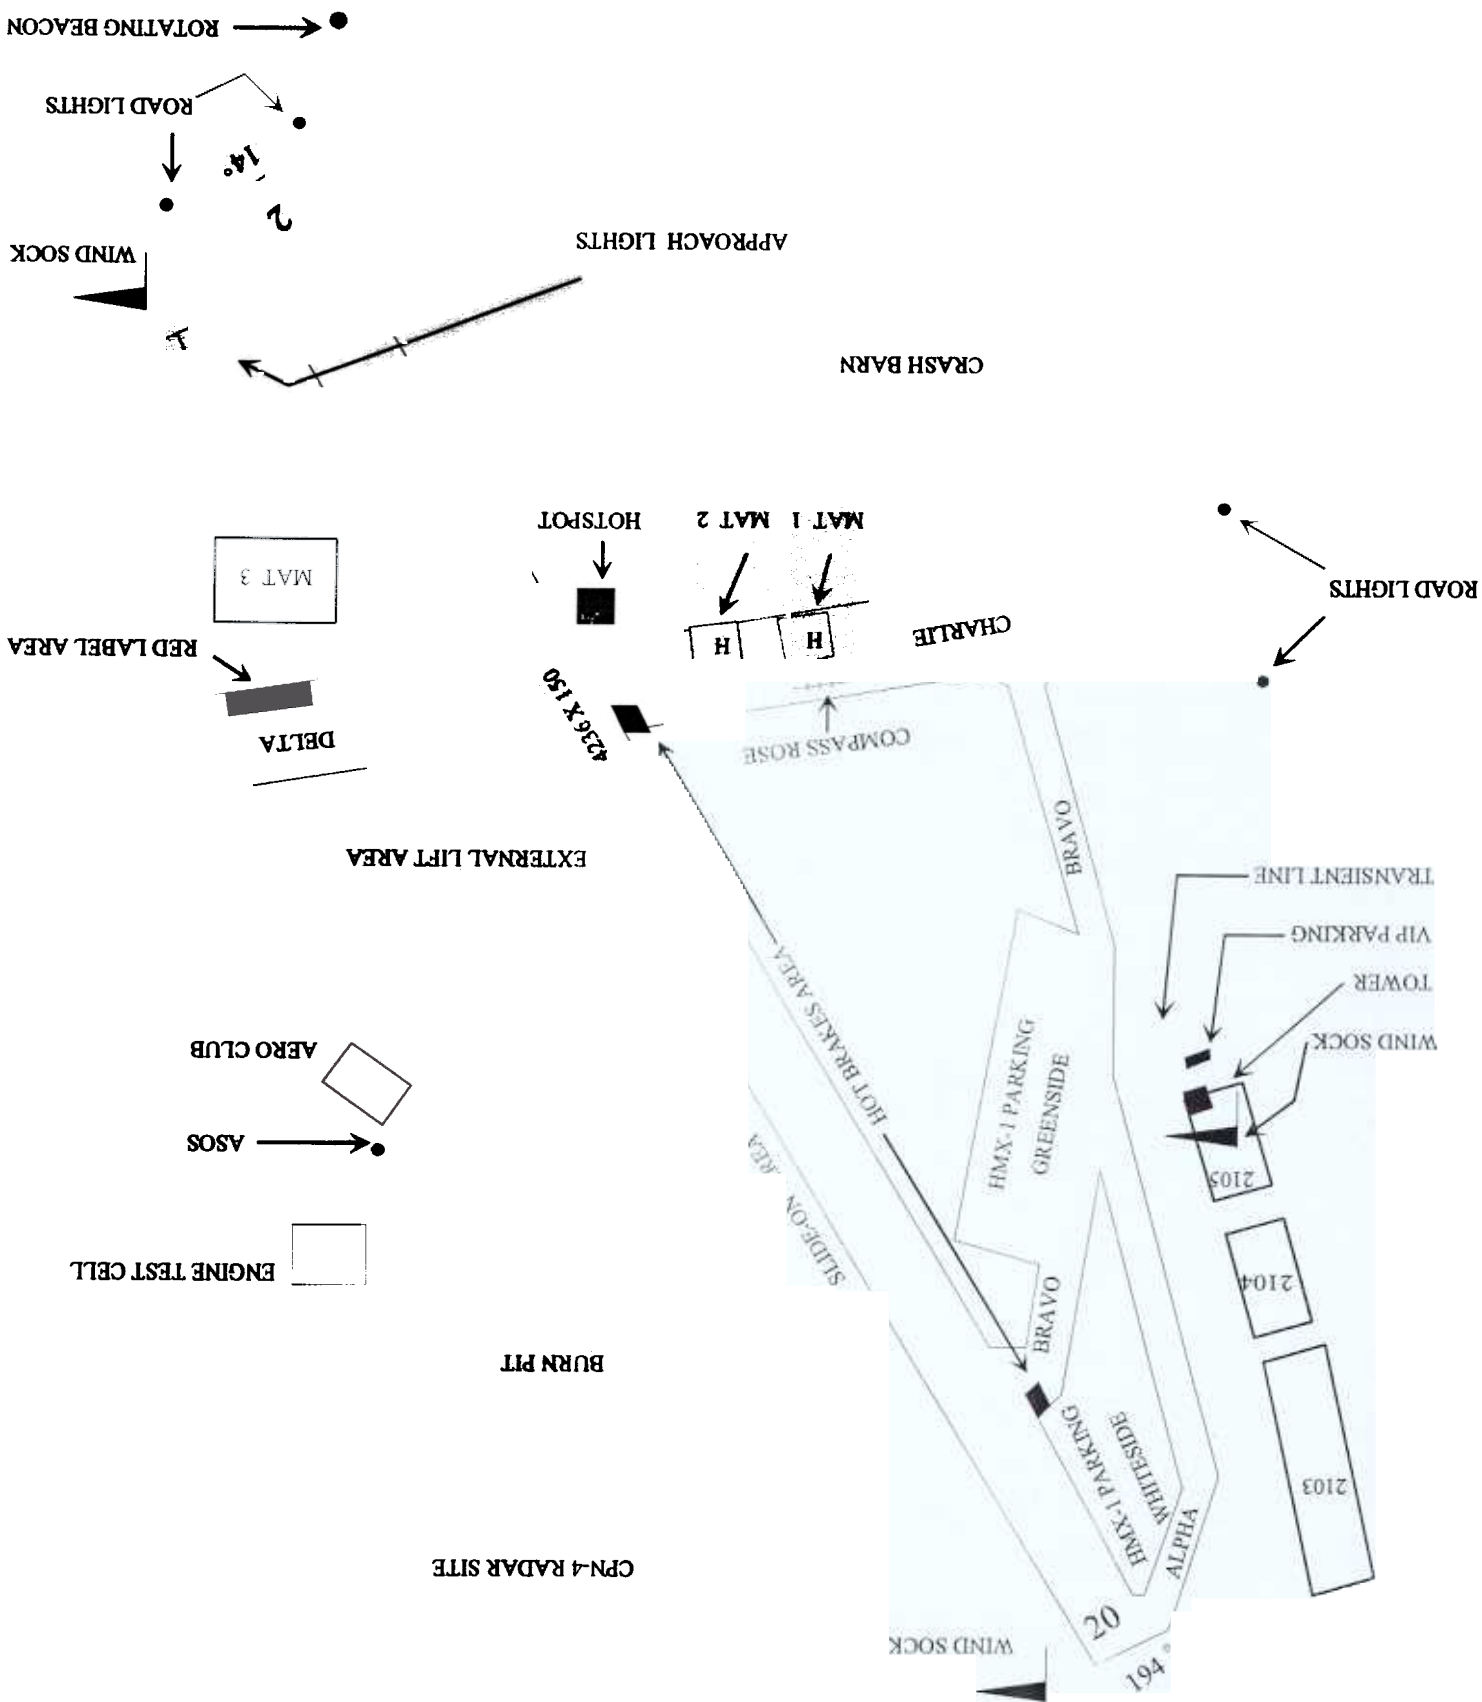 194°
WIND SOCK
20
CPN-4 RADAR SITE
ALPHA
HMX-1 PARKING
WHITESIDE
2103
BURN PIT
BRAVO
2104
ENGINE TEST CELL
SLIDE-ON
REA
2105
ASOS
HOT BRAKES AREA
HMX-1 PARKING
GREENSIDE
AERO CLUB
WIND SOCK
TOWER
VIP PARKING
TRANSIENT LINE
EXTERNAL LIFT AREA
BRAVO
COMPASS ROSE
DELTA
4236 X 150
RED LABEL AREA
CHARLIE
H
H
ROAD LIGHTS
MAT 3
MAT 1
MAT 2
HOTSPOT
CRASH BARN
APPROACH LIGHTS
WIND SOCK
2
14°
ROAD LIGHTS
ROTATING BEACON